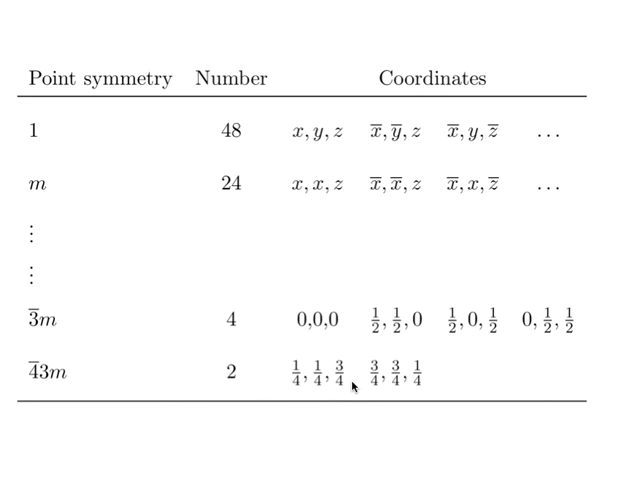 Point symmetry Number Coordinates
1 48 x, y, z x̅, y̅, z x̅, y, z̅ ...
m 24 x, x, z x̅, x̅, z x̅, x, z̅ ...
⋮
⋮
3̅m 4 0,0,0 1/2, 1/2, 0 1/2, 0, 1/2 0, 1/2, 1/2
4̅3m 2 1/4, 1/4, 3/4 3/4, 3/4, 1/4